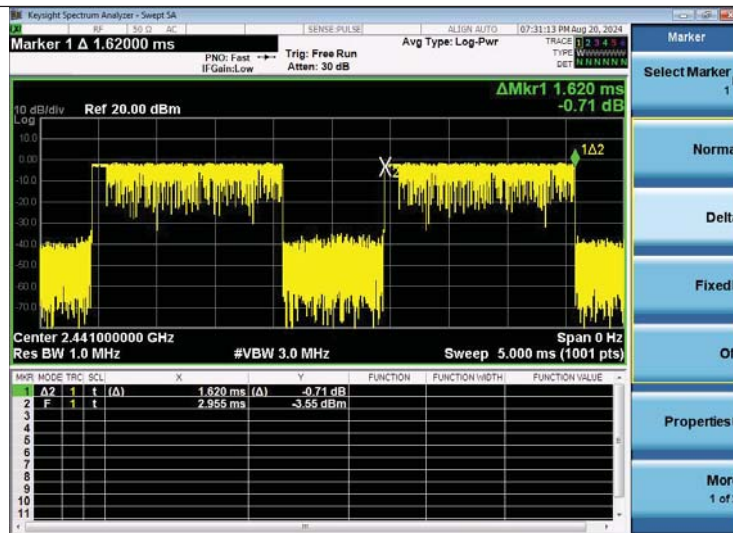 Keysight Spectrum Analyzer - Swept SA
RF 50 Ω AC SENSE:PULSE ALIGN AUTO 07:31:13 PM Aug 20, 2024
Marker 1 Δ 1.62000 ms
PNO: Fast
IFGain:Low
Trig: Free Run
Atten: 30 dB
Avg Type: Log-Pwr
TRACE 1 2 3 4 5 6
TYPE W
DET N N N N N N
ΔMkr1 1.620 ms
-0.71 dB
10 dB/div Ref 20.00 dBm
Log
10.0
0.00
-10.0
-20.0
-30.0
-40.0
-50.0
-60.0
-70.0
X2
1Δ2
Center 2.441000000 GHz Span 0 Hz
Res BW 1.0 MHz #VBW 3.0 MHz Sweep 5.000 ms (1001 pts)
MKR MODE TRC SCL X Y FUNCTION FUNCTION WIDTH FUNCTION VALUE
1 Δ2 1 t (Δ) 1.620 ms (Δ) -0.71 dB
2 F 1 t 2.955 ms -3.55 dBm
3
4
5
6
7
8
9
10
11
Marker
Select Marker
1
Norma
Delt
Fixed
Of
Properties
Mor
1 of